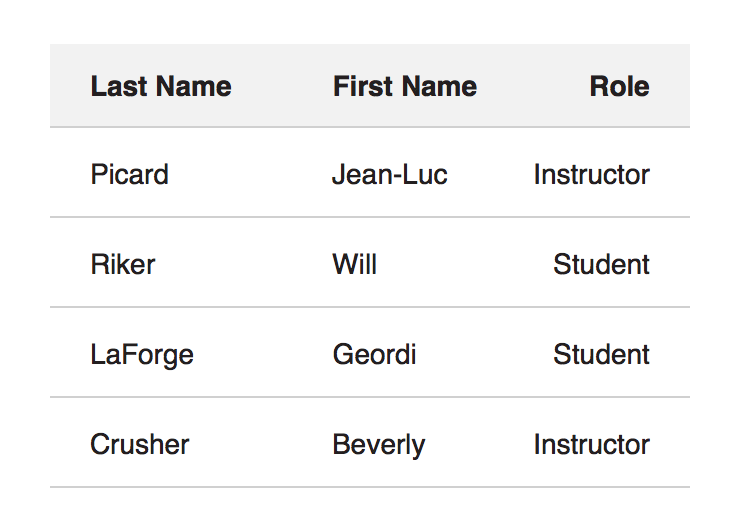 Last Name First Name Role
Picard Jean-Luc Instructor
Riker Will Student
LaForge Geordi Student
Crusher Beverly Instructor